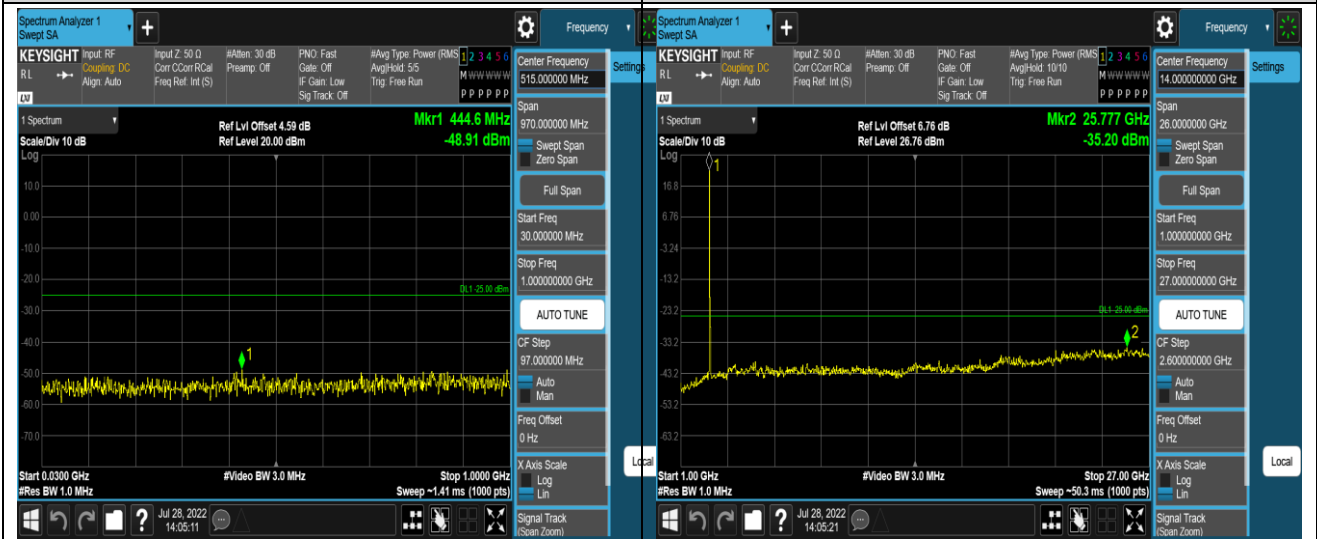 Spectrum Analyzer 1
Swept SA
+
Frequency
KEYSIGHT
RL
LXI
Input: RF
Coupling: DC
Align: Auto
Input Z: 50 Ω
Corr CCorr RCal
Freq Ref: Int (S)
#Atten: 30 dB
Preamp: Off
PNO: Fast
Gate: Off
IF Gain: Low
Sig Track: Off
#Avg Type: Power (RMS
Avg|Hold: 5/5
Trig: Free Run
1 2 3 4 5 6
M W W W W W
P P P P P P
Center Frequency
515.000000 MHz
Settings
1 Spectrum
Scale/Div 10 dB
Log
Ref Lvl Offset 4.59 dB
Ref Level 20.00 dBm
Mkr1 444.6 MHz
-48.91 dBm
10.0
0.00
-10.0
-20.0
-30.0
-40.0
-50.0
-60.0
-70.0
DL1 -25.00 dBm
1
Start 0.0300 GHz
#Res BW 1.0 MHz
#Video BW 3.0 MHz
Stop 1.0000 GHz
Sweep ~1.41 ms (1000 pts)
Span
970.000000 MHz
Swept Span
Zero Span
Full Span
Start Freq
30.000000 MHz
Stop Freq
1.000000000 GHz
AUTO TUNE
CF Step
97.000000 MHz
Auto
Man
Freq Offset
0 Hz
X Axis Scale
Log
Lin
Signal Track
(Span Zoom)
Local
?
Jul 28, 2022
14:05:11
Spectrum Analyzer 1
Swept SA
+
Frequency
KEYSIGHT
RL
LXI
Input: RF
Coupling: DC
Align: Auto
Input Z: 50 Ω
Corr CCorr RCal
Freq Ref: Int (S)
#Atten: 30 dB
Preamp: Off
PNO: Fast
Gate: Off
IF Gain: Low
Sig Track: Off
#Avg Type: Power (RMS
Avg|Hold: 10/10
Trig: Free Run
1 2 3 4 5 6
M W W W W W
P P P P P P
Center Frequency
14.000000000 GHz
Settings
1 Spectrum
Scale/Div 10 dB
Log
Ref Lvl Offset 6.76 dB
Ref Level 26.76 dBm
Mkr2 25.777 GHz
-35.20 dBm
16.8
6.76
-3.24
-13.2
-23.2
-33.2
-43.2
-53.2
-63.2
1
DL1 -25.00 dBm
2
Start 1.00 GHz
#Res BW 1.0 MHz
#Video BW 3.0 MHz
Stop 27.00 GHz
Sweep ~50.3 ms (1000 pts)
Span
26.0000000 GHz
Swept Span
Zero Span
Full Span
Start Freq
1.000000000 GHz
Stop Freq
27.000000000 GHz
AUTO TUNE
CF Step
2.600000000 GHz
Auto
Man
Freq Offset
0 Hz
X Axis Scale
Log
Lin
Signal Track
(Span Zoom)
Local
?
Jul 28, 2022
14:05:21